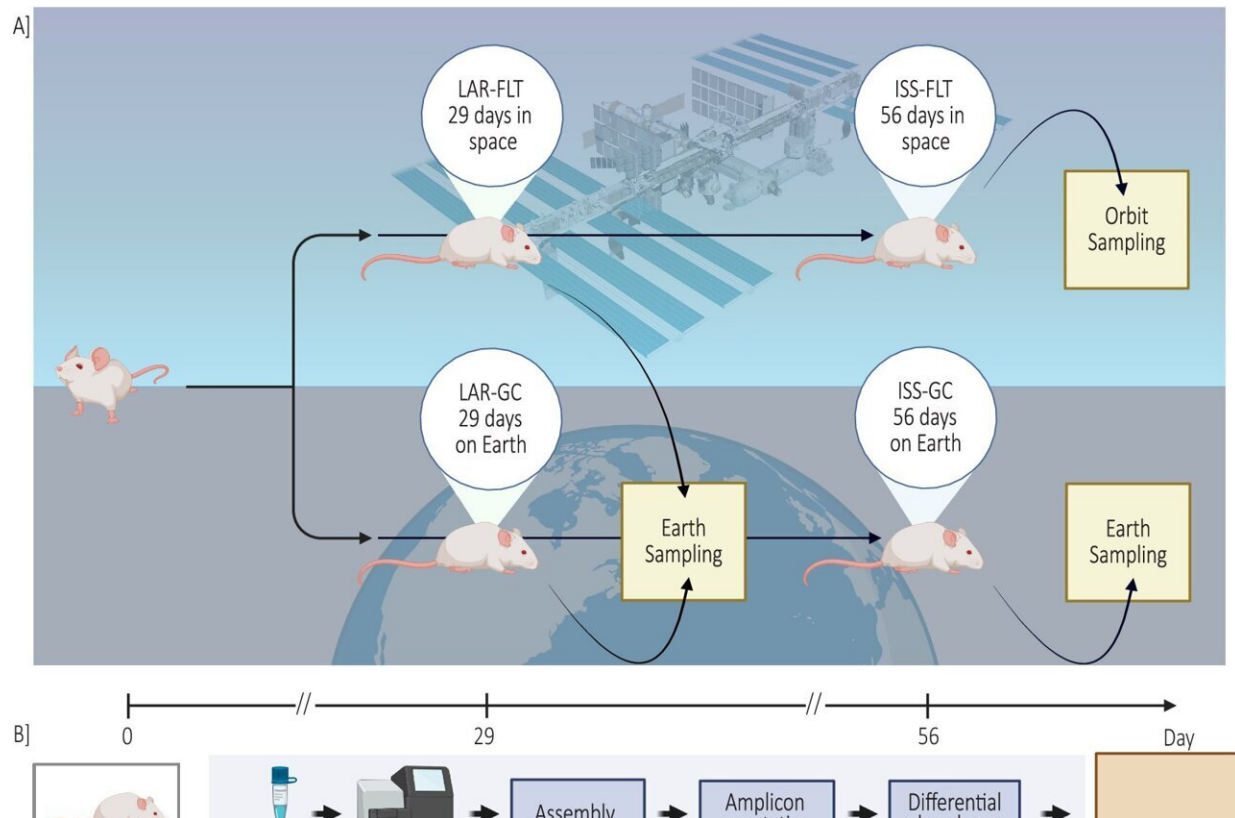 A]
LAR-FLT
29 days in
space
ISS-FLT
56 days in
space
Orbit
Sampling
LAR-GC
29 days
on Earth
ISS-GC
56 days
on Earth
Earth
Sampling
Earth
Sampling
B]
0
29
56
Day
Assembly
Amplicon
Differential